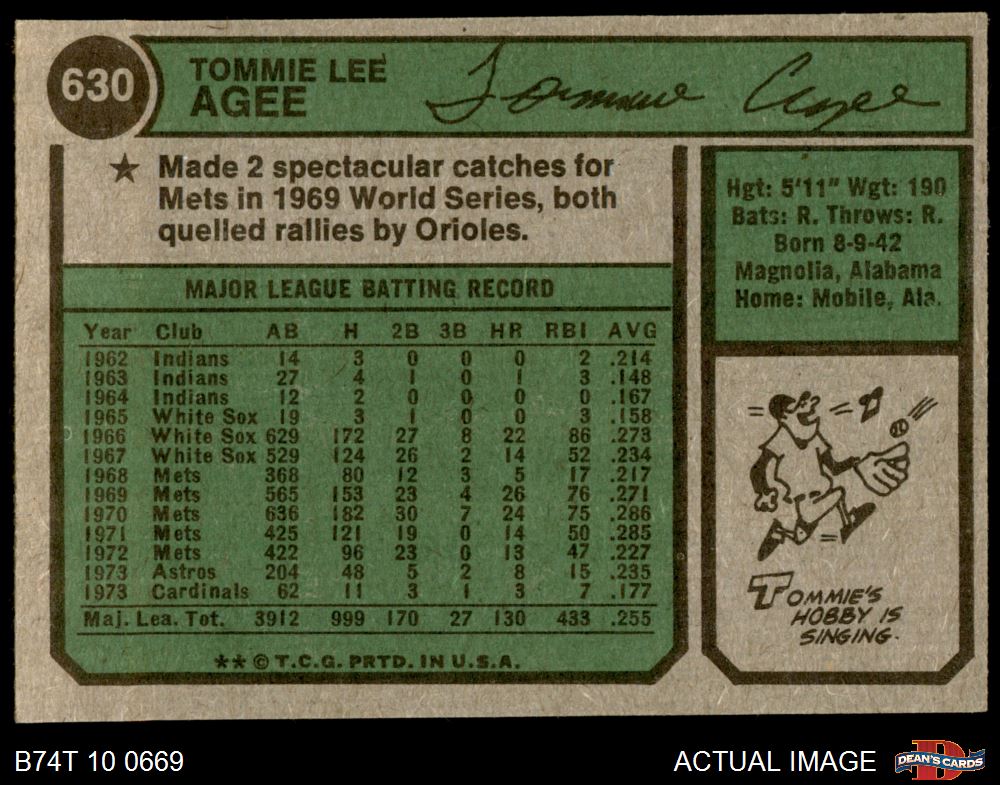 630
TOMMIE LEE
AGEE
Tommie Agee
★ Made 2 spectacular catches for
Mets in 1969 World Series, both
quelled rallies by Orioles.
MAJOR LEAGUE BATTING RECORD
Year Club AB H 2B 3B HR RBI AVG
1962 Indians 14 3 0 0 0 2 .214
1963 Indians 27 4 1 0 1 3 .148
1964 Indians 12 2 0 0 0 0 .167
1965 White Sox 19 3 1 0 0 3 .158
1966 White Sox 629 172 27 8 22 86 .273
1967 White Sox 529 124 26 2 14 52 .234
1968 Mets 368 80 12 3 5 17 .217
1969 Mets 565 153 23 4 26 76 .271
1970 Mets 636 182 30 7 24 75 .286
1971 Mets 425 121 19 0 14 50 .285
1972 Mets 422 96 23 0 13 47 .227
1973 Astros 204 48 5 2 8 15 .235
1973 Cardinals 62 11 3 1 3 7 .177
Maj. Lea. Tot. 3912 999 170 27 130 433 .255
** © T.C.G. PRTD. IN U.S.A.
Hgt: 5'11" Wgt: 190
Bats: R. Throws: R.
Born 8-9-42
Magnolia, Alabama
Home: Mobile, Ala.
TOMMIE'S
HOBBY IS
SINGING.
B74T 10 0669
ACTUAL IMAGE
D
DEAN'S CARDS